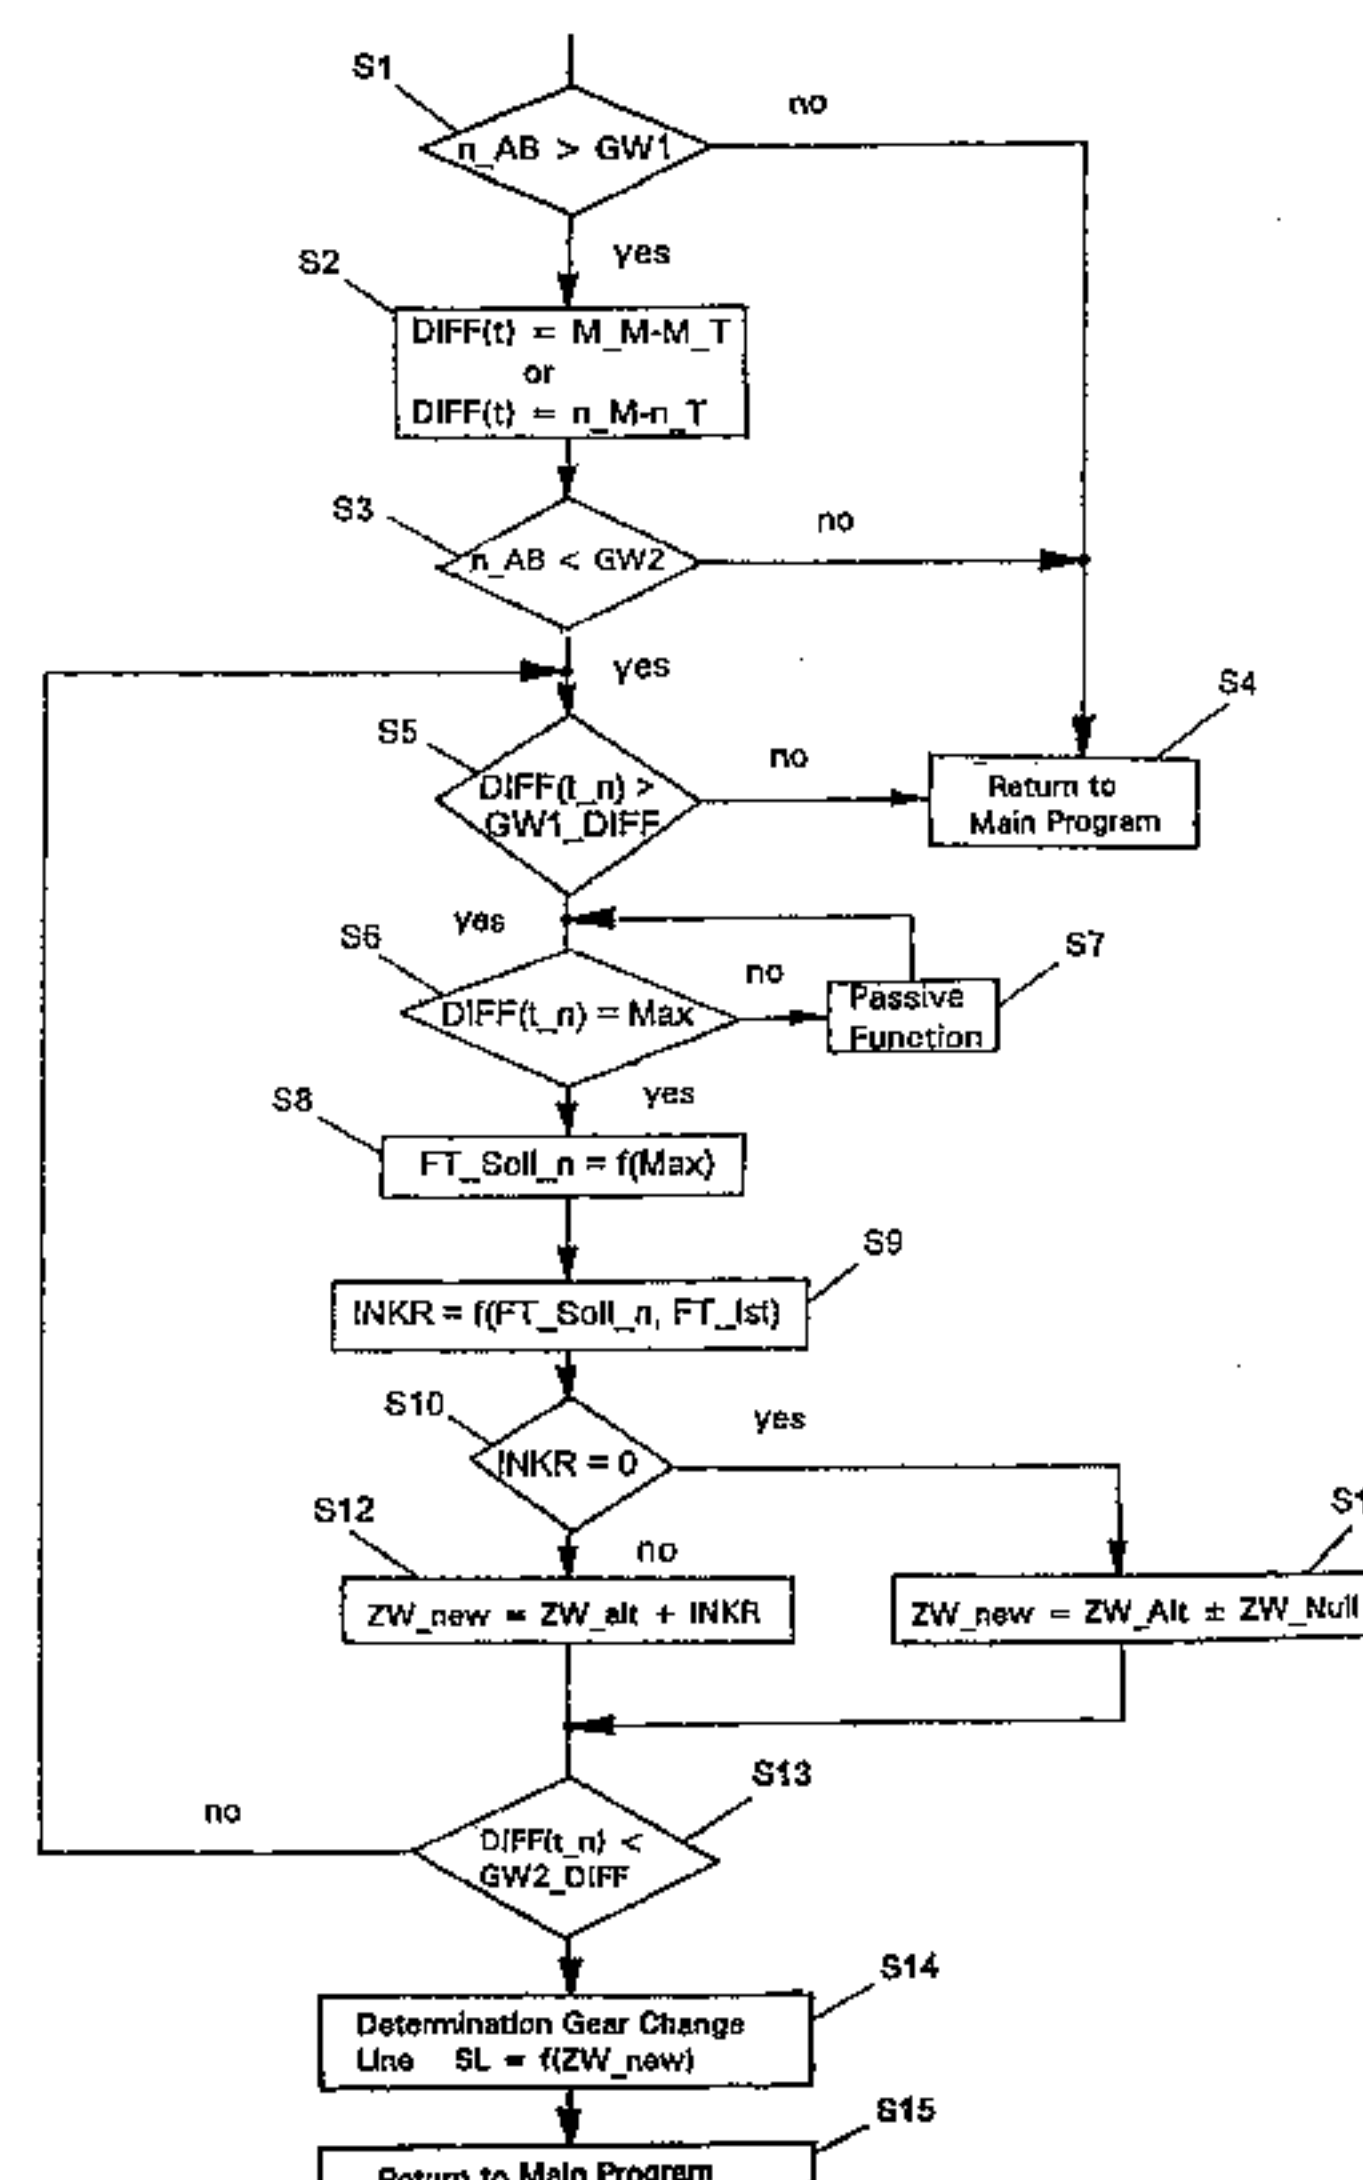 S1
no
n_AB > GW1
yes
S2
DIFF(t) = M_M-M_T
or
DIFF(t) = n_M-n_T
S3
no
n_AB < GW2
yes
S4
S5
no
DIFF(t_n) >
GW1_DIFF
Return to
Main Program
yes
S6
no
S7
DIFF(t_n) = Max
Passive
Function
yes
S8
FT_Soll_n = f(Max)
S9
INKR = f(FT_Soll_n, FT_Ist)
S10
yes
INKR = 0
S12
no
ZW_new = ZW_alt + INKR
ZW_new = ZW_Alt ± ZW_Null
S13
no
DIFF(t_n) <
GW2_DIFF
S14
Determination Gear Change
Line SL = f(ZW_new)
S15
Return to Main Program